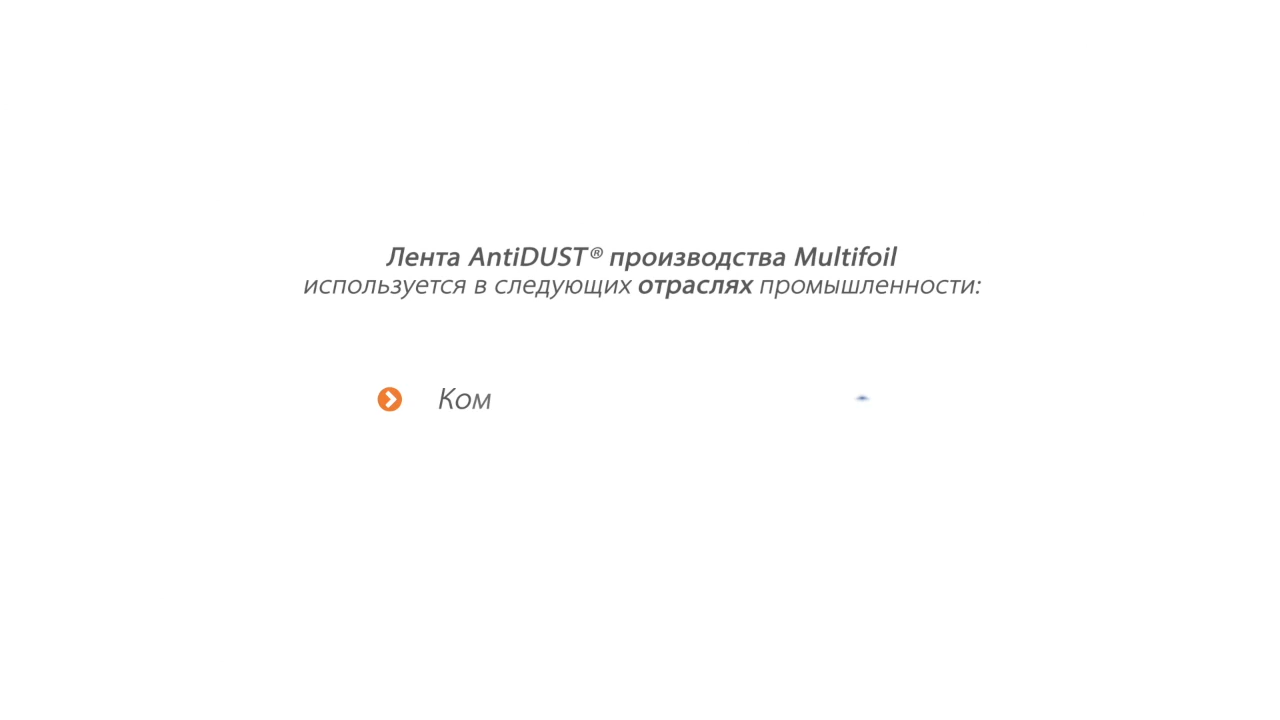 Лента AntiDUST® производства Multifoil
используется в следующих отраслях промышленности:
Ком